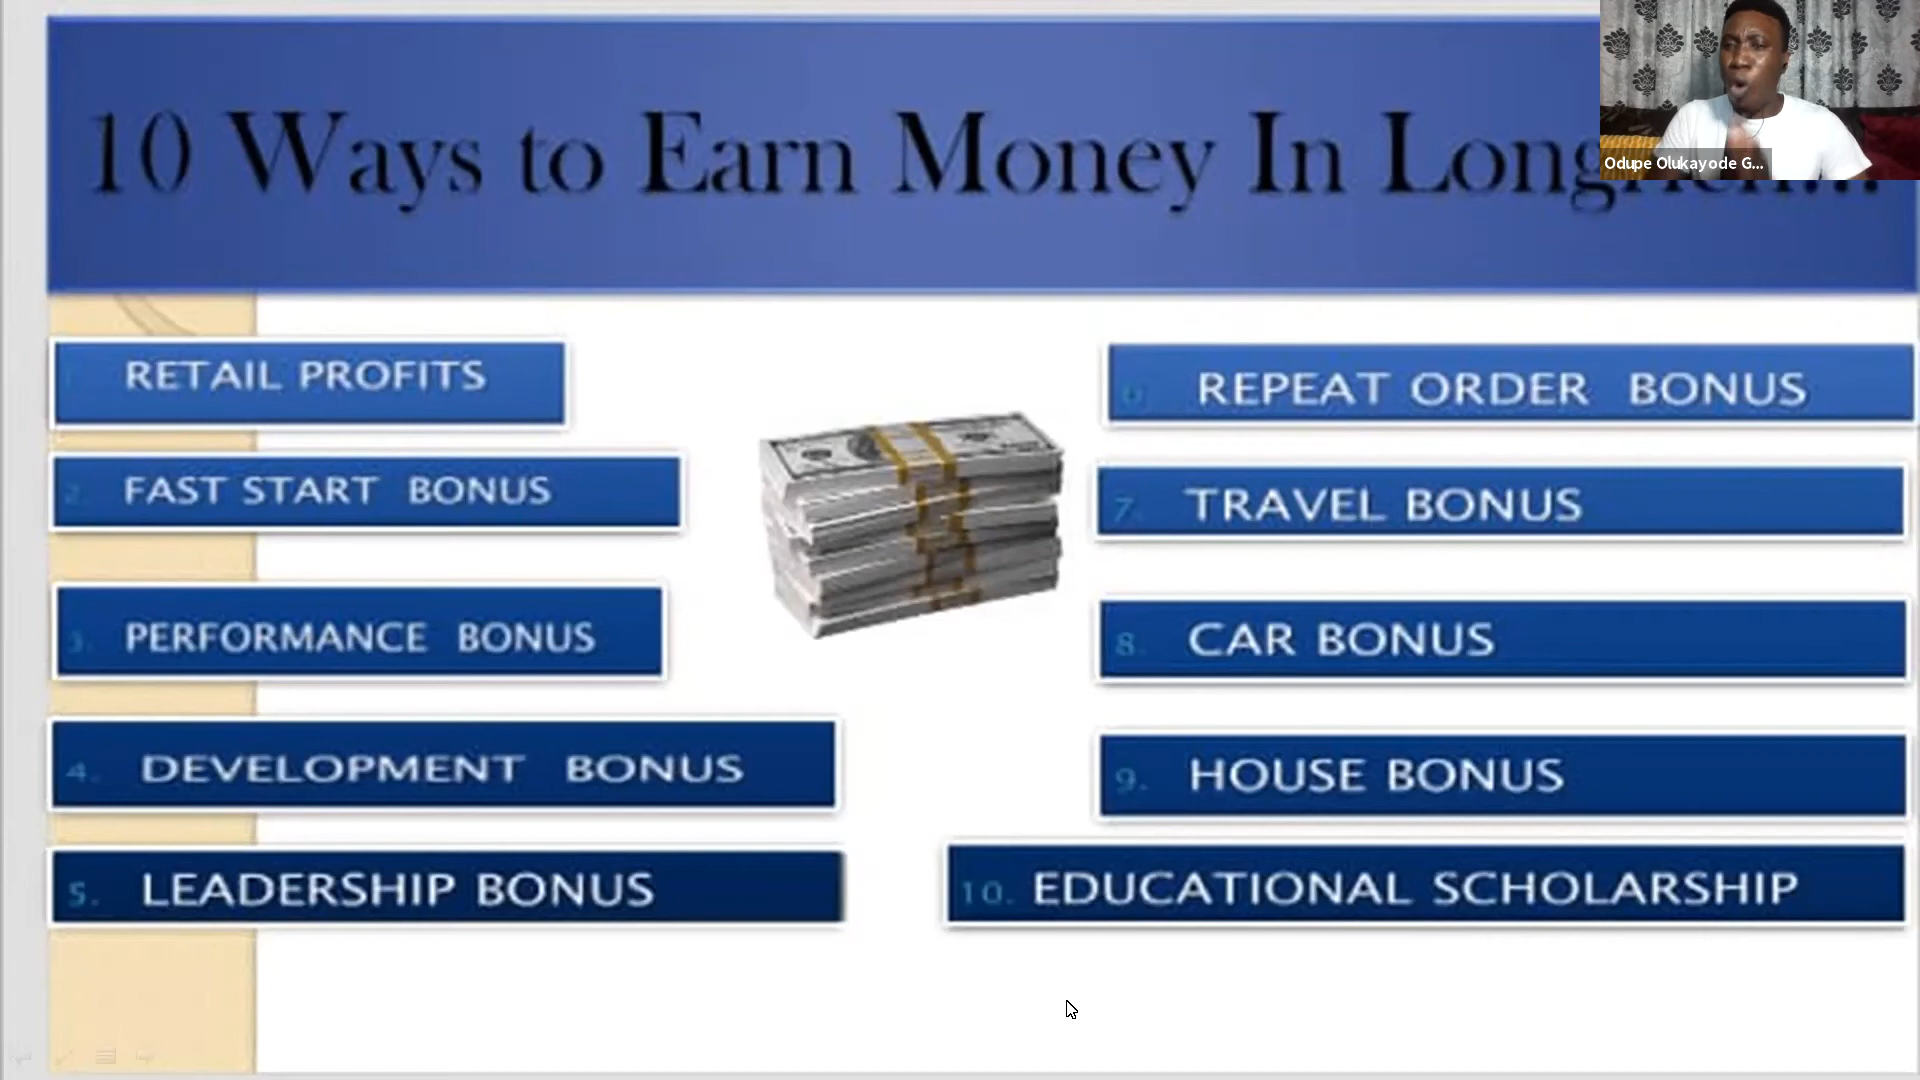 10 Ways to Earn Money In Longrich...
Odupe Olukayode G...
RETAIL PROFITS
2. FAST START BONUS
3. PERFORMANCE BONUS
4. DEVELOPMENT BONUS
5. LEADERSHIP BONUS
6. REPEAT ORDER BONUS
7. TRAVEL BONUS
8. CAR BONUS
9. HOUSE BONUS
10. EDUCATIONAL SCHOLARSHIP